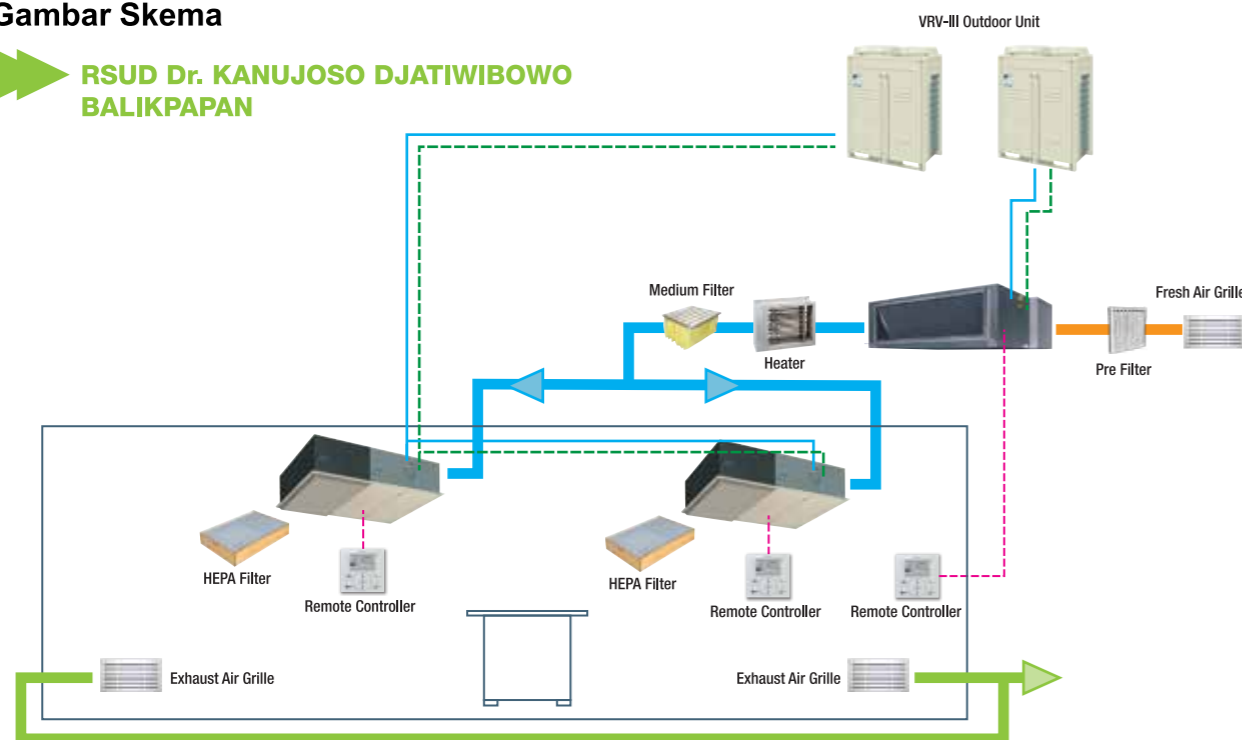 Gambar Skema
RSUD Dr. KANUJOSO DJATIWIBOWO
BALIKPAPAN
VRV-III Outdoor Unit
Medium Filter
Heater
Fresh Air Grille
Pre Filter
HEPA Filter
Remote Controller
HEPA Filter
Remote Controller
Remote Controller
Exhaust Air Grille
Exhaust Air Grille